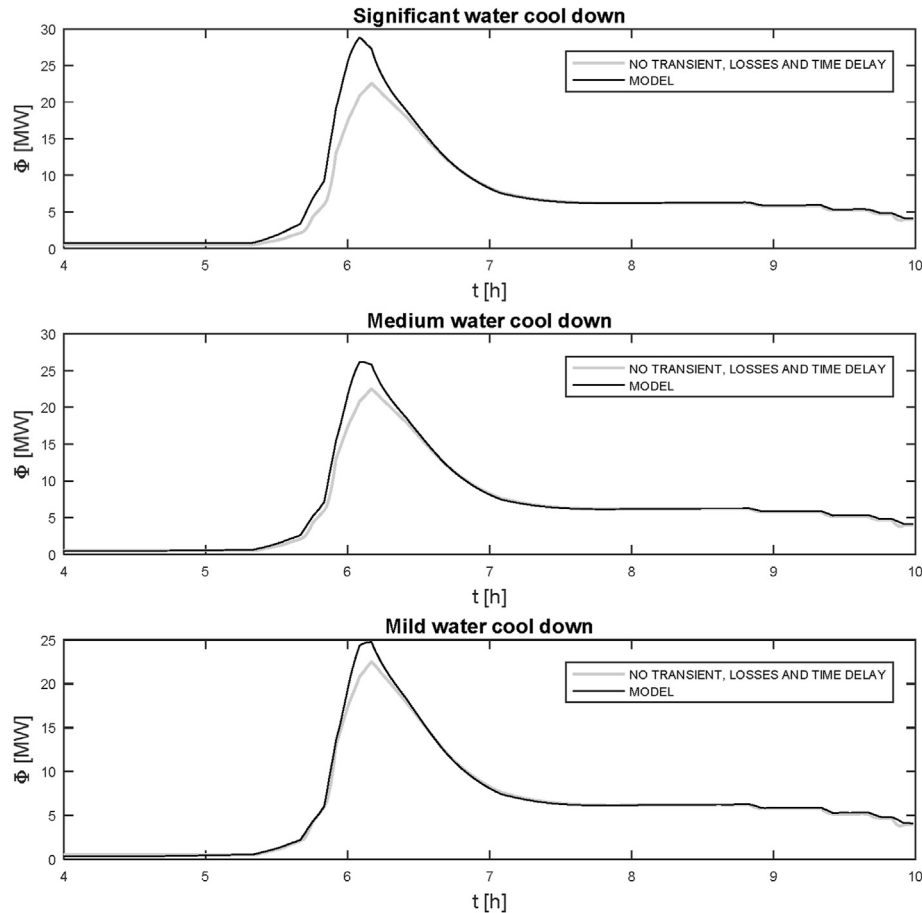 Significant water cool down
30
25
20
15
10
5
0
Φ [MW]
NO TRANSIENT, LOSSES AND TIME DELAY
MODEL
4 5 6 7 8 9 10
t [h]
Medium water cool down
30
25
20
15
10
5
0
Φ [MW]
NO TRANSIENT, LOSSES AND TIME DELAY
MODEL
4 5 6 7 8 9 10
t [h]
Mild water cool down
25
20
15
10
5
0
Φ [MW]
NO TRANSIENT, LOSSES AND TIME DELAY
MODEL
4 5 6 7 8 9 10
t [h]